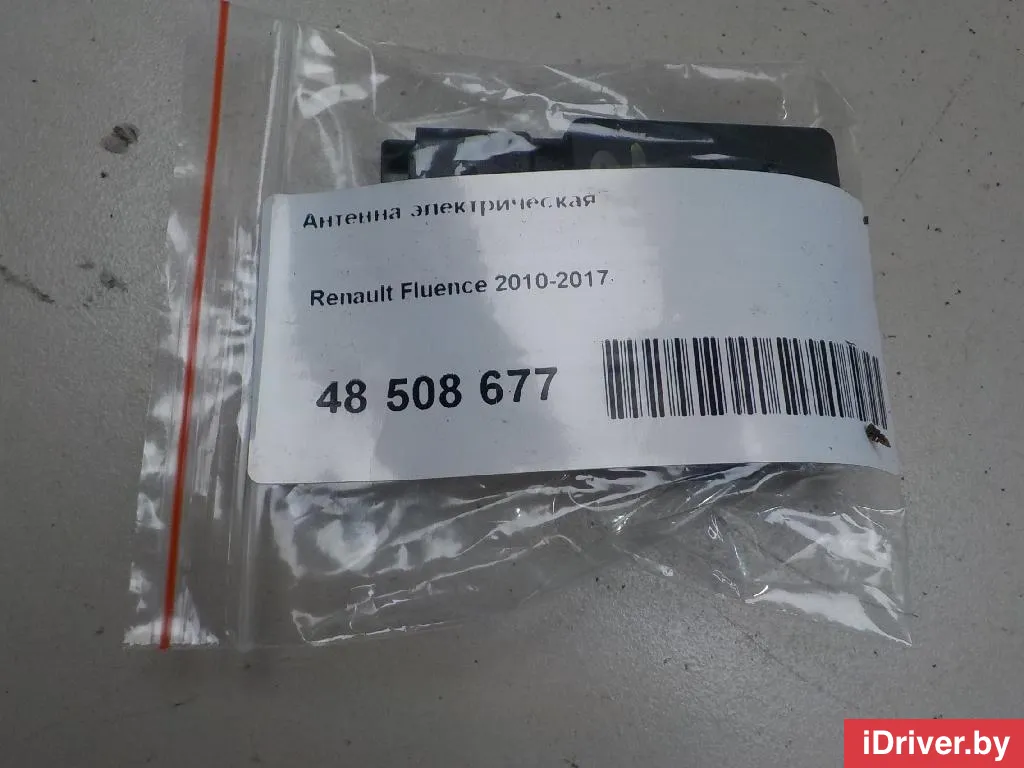 Антенна электрическая
Renault Fluence 2010-2017
48 508 677
iDriver.by